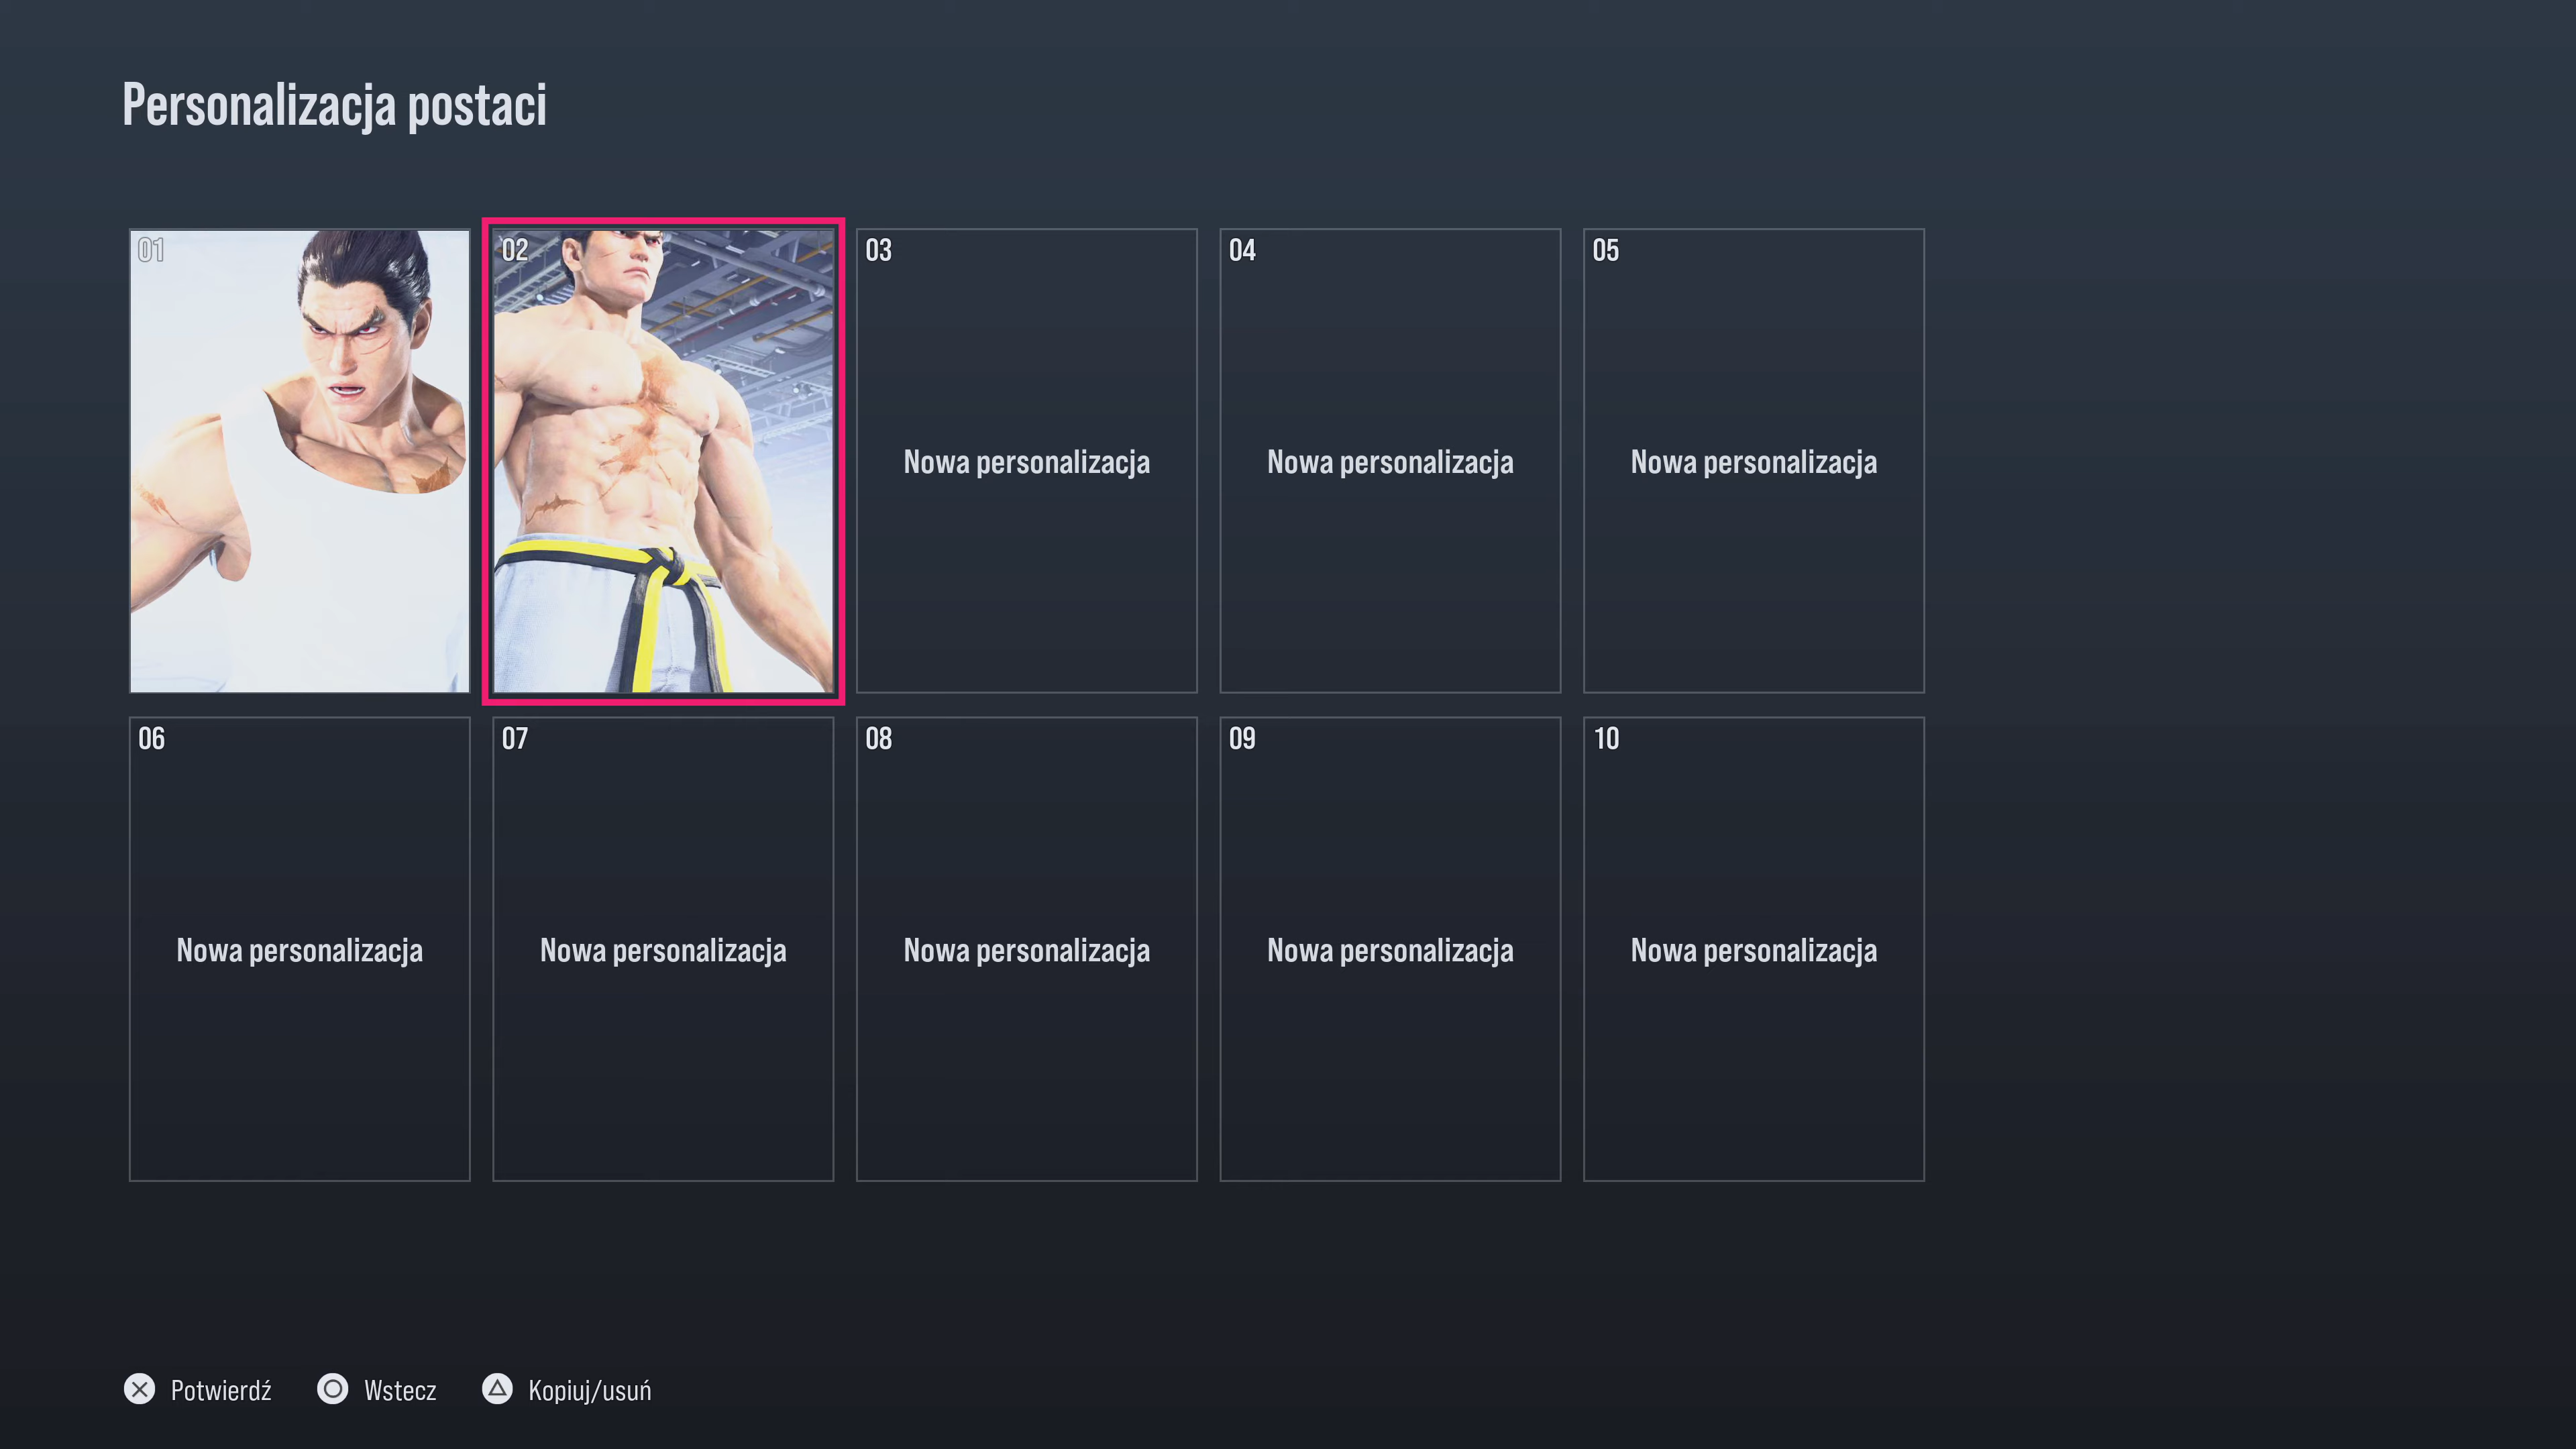 Personalizacja postaci
01
02
03
04
05
Nowa personalizacja
Nowa personalizacja
Nowa personalizacja
06
07
08
09
10
Nowa personalizacja
Nowa personalizacja
Nowa personalizacja
Nowa personalizacja
Nowa personalizacja
Potwierdź
Wstecz
Kopiuj/usuń